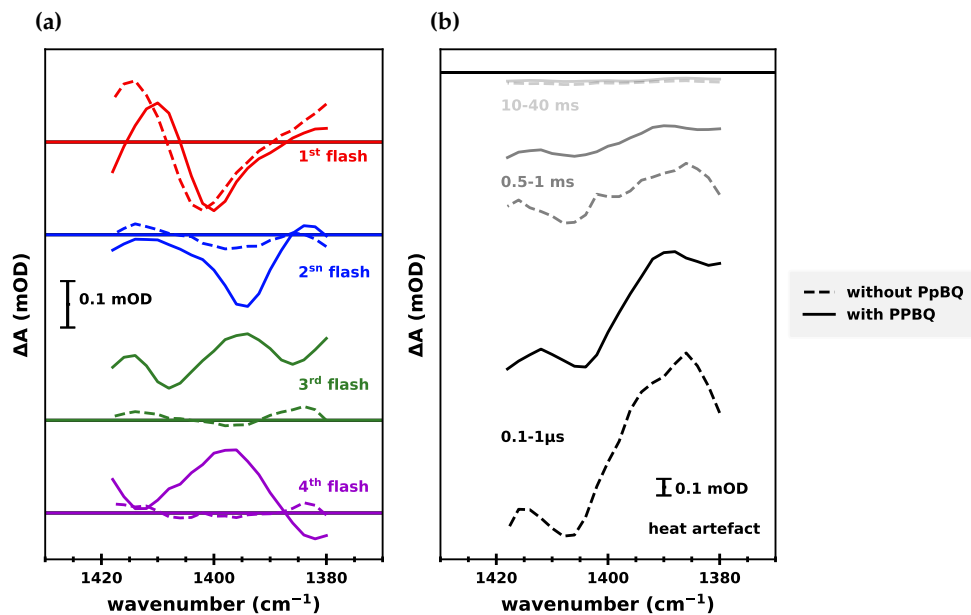 (a)
(b)
1st flash
2sn flash
0.1 mOD
3rd flash
4th flash
ΔA (mOD)
1420
1400
1380
wavenumber (cm−1)
10-40 ms
0.5-1 ms
0.1-1µs
0.1 mOD
heat artefact
ΔA (mOD)
1420
1400
1380
wavenumber (cm−1)
without PpBQ
with PPBQ